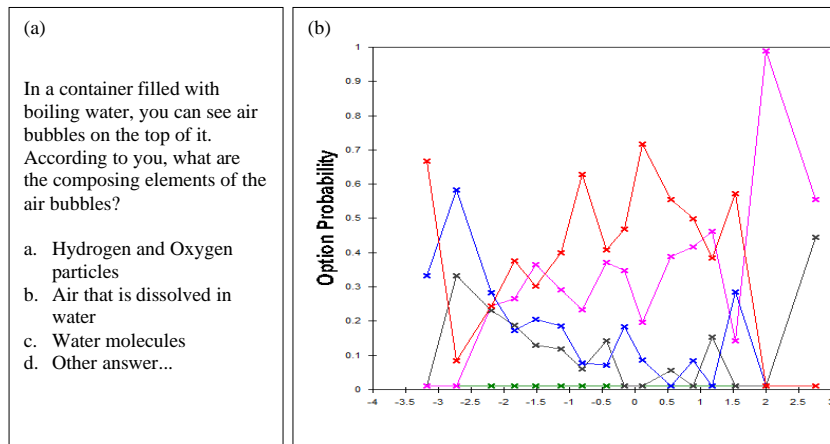 (a)
In a container filled with
boiling water, you can see air
bubbles on the top of it.
According to you, what are
the composing elements of the
air bubbles?
a. Hydrogen and Oxygen
particles
b. Air that is dissolved in
water
c. Water molecules
d. Other answer...
(b)
Option Probability
1
0.9
0.8
0.7
0.6
0.5
0.4
0.3
0.2
0.1
0
-4 -3.5 -3 -2.5 -2 -1.5 -1 -0.5 0 0.5 1 1.5 2 2.5 3